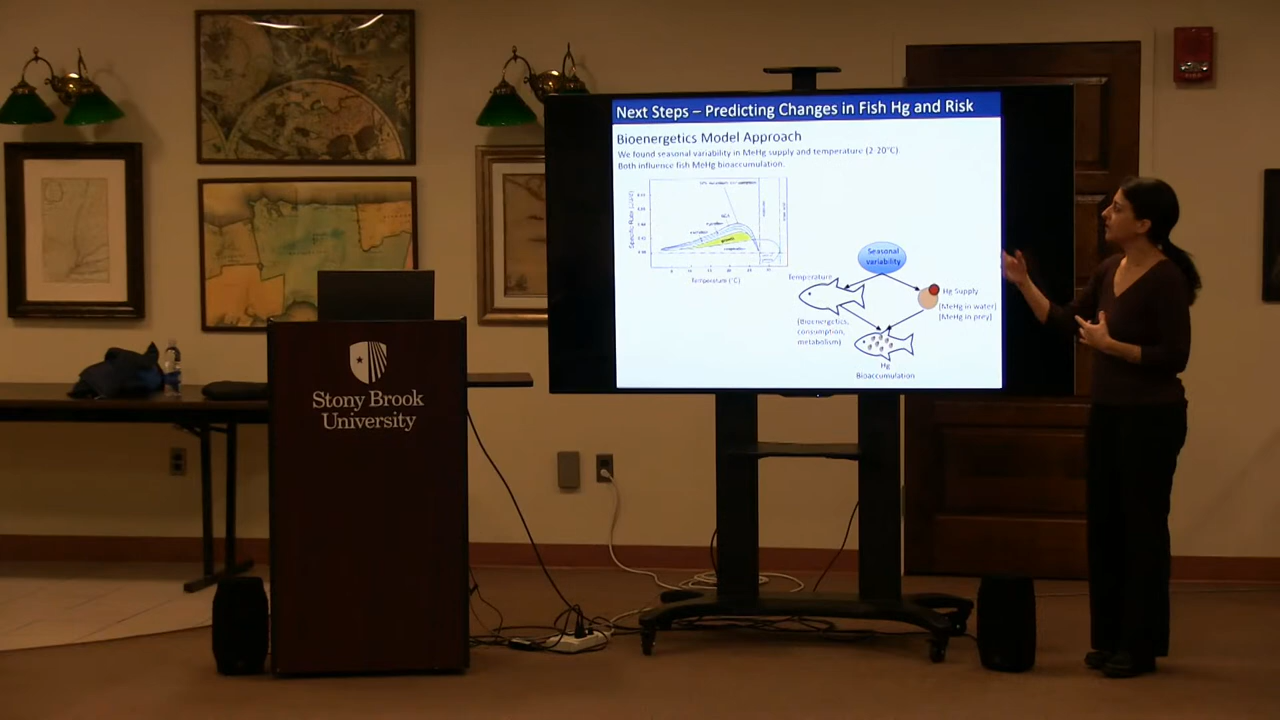 Next Steps – Predicting Changes in Fish Hg and Risk
Bioenergetics Model Approach
We found seasonal variability in MeHg supply and temperature (2-20°C).
Both influence fish MeHg bioaccumulation.
Specific Rate
Temperature (°C)
Seasonal
variability
Temperature
Hg Supply
[MeHg in water]
[MeHg in prey]
[Bioenergetics,
consumption,
metabolism]
Hg
Bioaccumulation
Stony Brook
University